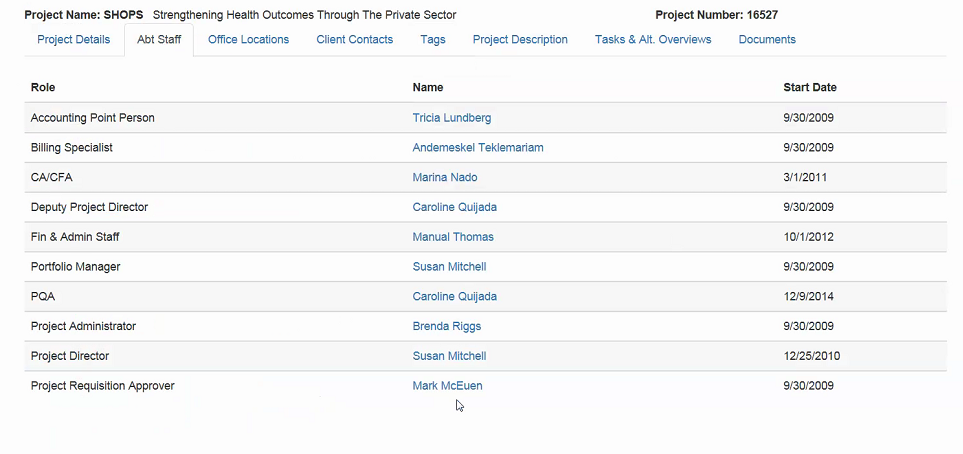 Project Name: SHOPS Strengthening Health Outcomes Through The Private Sector Project Number: 16527
Project Details Abt Staff Office Locations Client Contacts Tags Project Description Tasks & Alt. Overviews Documents
Role Name Start Date
Accounting Point Person Tricia Lundberg 9/30/2009
Billing Specialist Andemeskel Teklemariam 9/30/2009
CA/CFA Marina Nado 3/1/2011
Deputy Project Director Caroline Quijada 9/30/2009
Fin & Admin Staff Manual Thomas 10/1/2012
Portfolio Manager Susan Mitchell 9/30/2009
PQA Caroline Quijada 12/9/2014
Project Administrator Brenda Riggs 9/30/2009
Project Director Susan Mitchell 12/25/2010
Project Requisition Approver Mark McEuen 9/30/2009